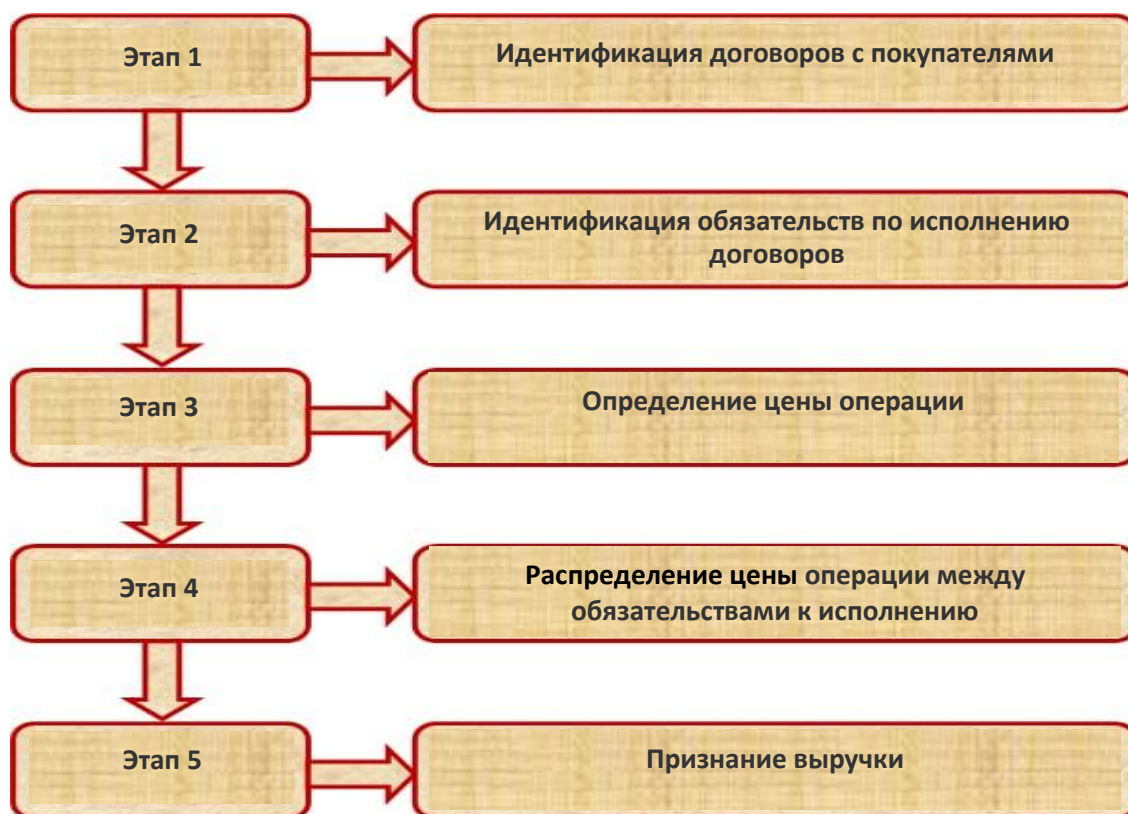 Этап 1
Идентификация договоров с покупателями
Этап 2
Идентификация обязательств по исполнению
договоров
Этап 3
Определение цены операции
Этап 4
Распределение цены операции между
обязательствами к исполнению
Этап 5
Признание выручки